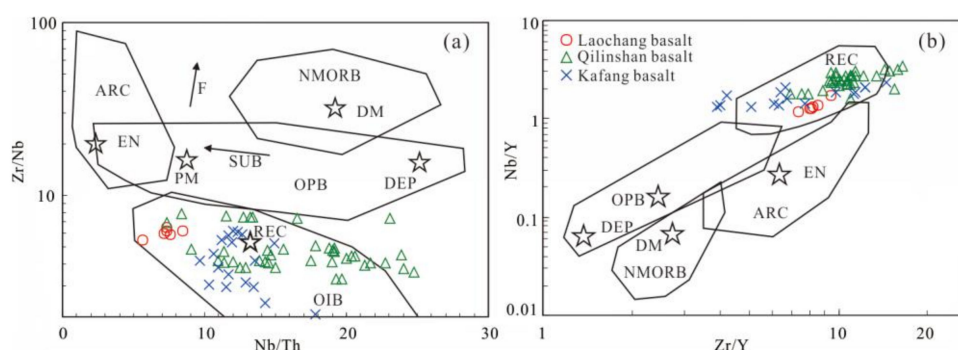 100
(a)
NMORB
ARC
F
DM
EN
Zr/Nb
SUB
PM
OPB
DEP
10
REC
OIB
0
10
20
30
Nb/Th
10
(b)
Laochang basalt
Qilinshan basalt
Kafang basalt
REC
1
Nb/Y
EN
OPB
ARC
0.1
DEP
DM
NMORB
0.01
1
10
20
Zr/Y